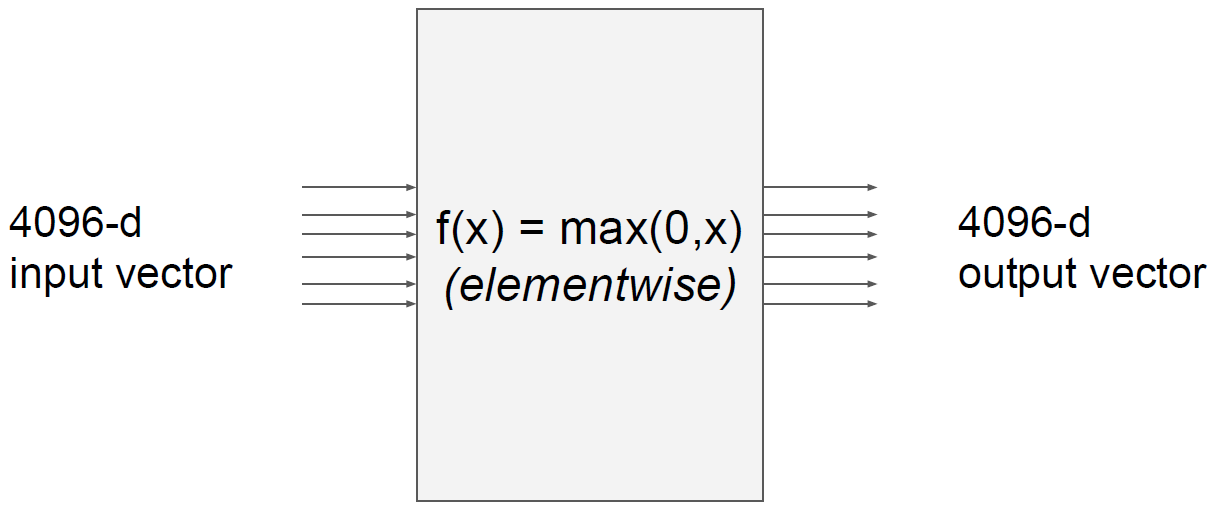 4096-d
input vector
f(x) = max(0,x)
(elementwise)
4096-d
output vector